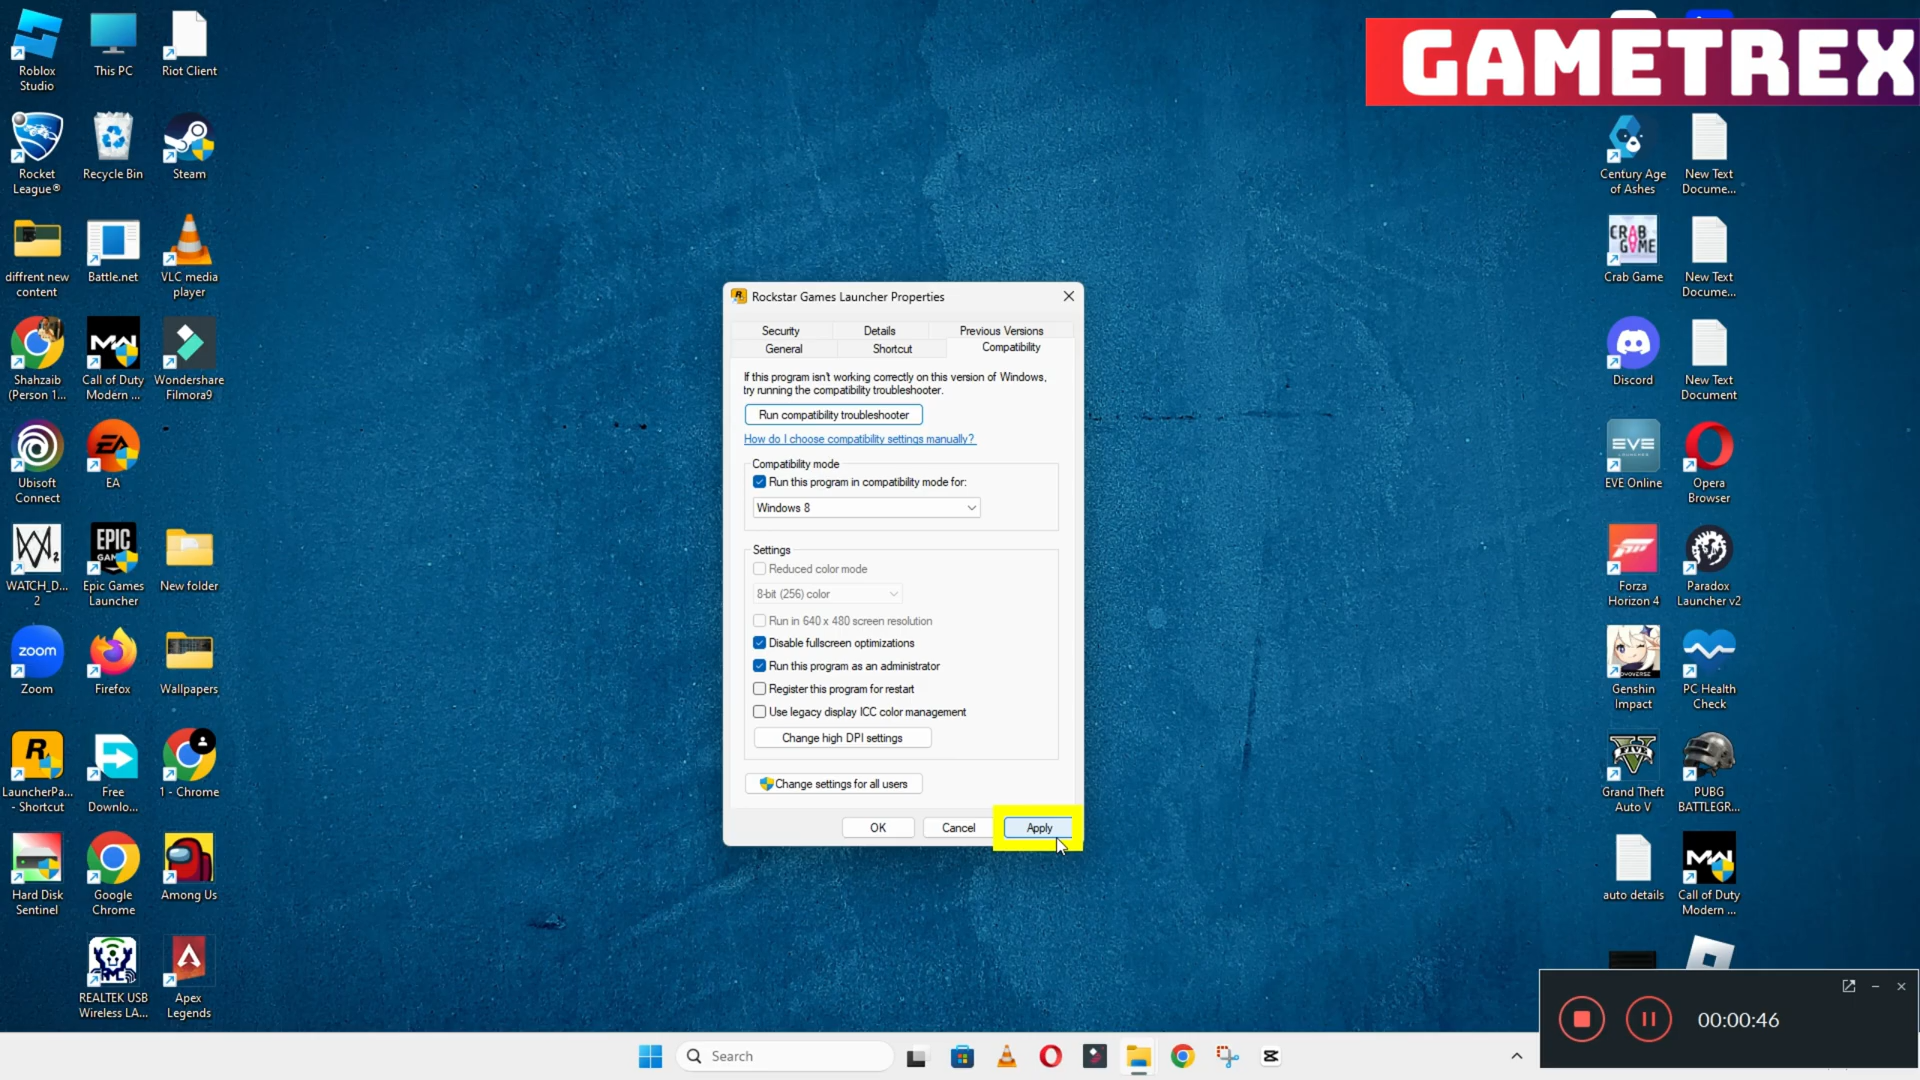 Roblox
Studio
This PC
Riot Client
Rocket
League®
Recycle Bin
Steam
diffrent new
content
Battle.net
VLC media
player
Shahzaib
(Person 1...
Call of Duty
Modern ...
Wondershare
Filmora9
Ubisoft
Connect
EA
WATCH_D...
2
EPIC
GAMES
Epic Games
Launcher
New folder
zoom
Zoom
Firefox
Wallpapers
LauncherPa...
- Shortcut
Free
Downlo...
1 - Chrome
Hard Disk
Sentinel
Google
Chrome
Among Us
REALTEK USB
Wireless LA...
Apex
Legends
Rockstar Games Launcher Properties
Security
Details
Previous Versions
General
Shortcut
Compatibility
If this program isn't working correctly on this version of Windows,
try running the compatibility troubleshooter.
Run compatibility troubleshooter
How do I choose compatibility settings manually?
Compatibility mode
Run this program in compatibility mode for:
Windows 8
Settings
Reduced color mode
8-bit (256) color
Run in 640 x 480 screen resolution
Disable fullscreen optimizations
Run this program as an administrator
Register this program for restart
Use legacy display ICC color management
Change high DPI settings
Change settings for all users
OK
Cancel
Apply
GAMETREX
Century Age
of Ashes
New Text
Docume...
CRAB
GAME
Crab Game
New Text
Docume...
Discord
New Text
Document
EVE
EVE Online
Opera
Browser
Forza
Horizon 4
Paradox
Launcher v2
Genshin
Impact
PC Health
Check
Grand Theft
Auto V
PUBG
BATTLEGR...
auto details
Call of Duty
Modern ...
00:00:46
Search